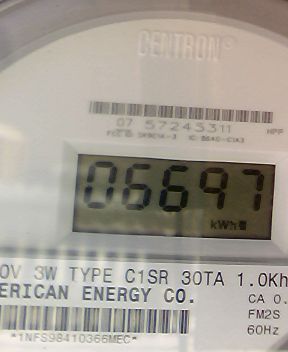 CENTRON®
07 57245311
HPP
06697
kWh
0V 3W TYPE C1SR 30TA 1.0Kh
ERICAN ENERGY CO.
CA 0.
FM2S
60Hz
*1NFS98410366MEC*